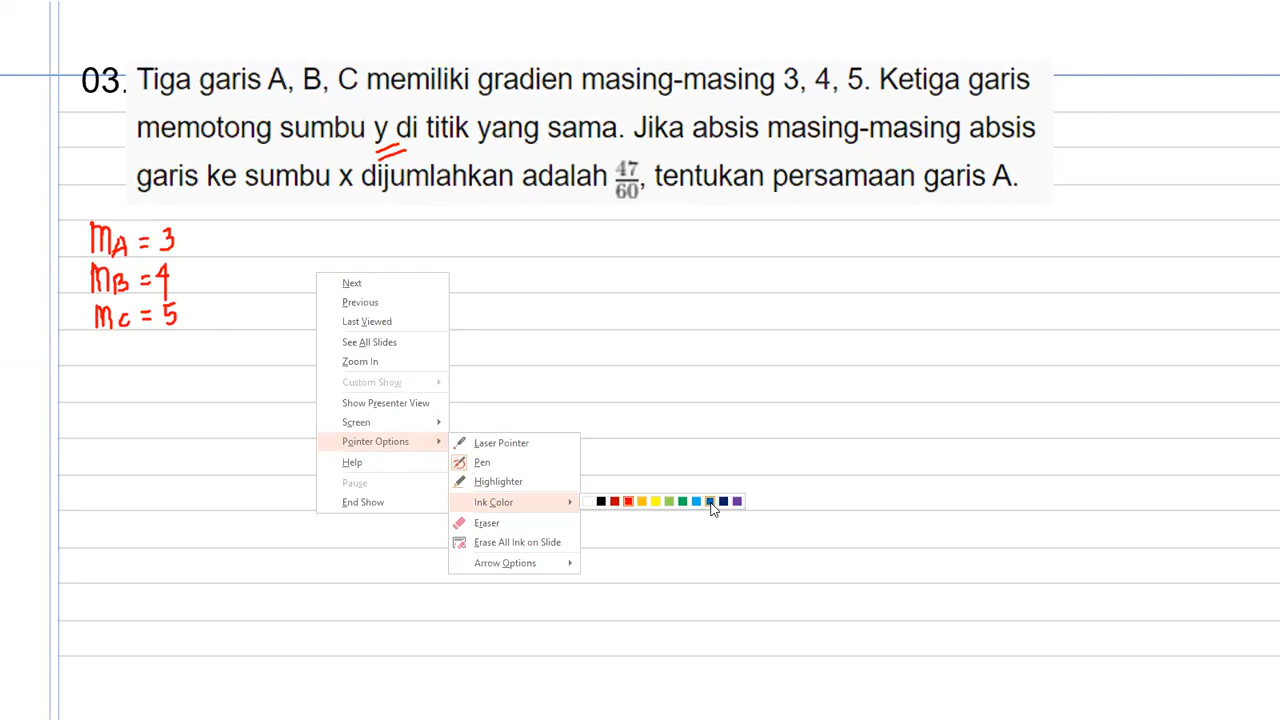 03. Tiga garis A, B, C memiliki gradien masing-masing 3, 4, 5. Ketiga garis
memotong sumbu y di titik yang sama. Jika absis masing-masing absis
garis ke sumbu x dijumlahkan adalah 47/60, tentukan persamaan garis A.
mA = 3
mB = 4
mC = 5
Next
Previous
Last Viewed
See All Slides
Zoom In
Custom Show
Show Presenter View
Screen
Pointer Options
Help
Pause
End Show
Laser Pointer
Pen
Highlighter
Ink Color
Eraser
Erase All Ink on Slide
Arrow Options